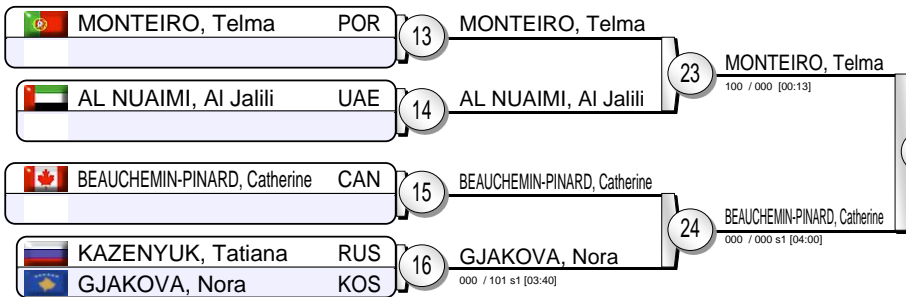 MONTEIRO, Telma POR
13
MONTEIRO, Telma
AL NUAIMI, Al Jalili UAE
14
AL NUAIMI, Al Jalili
23
MONTEIRO, Telma
100 / 000 [00:13]
BEAUCHEMIN-PINARD, Catherine CAN
15
BEAUCHEMIN-PINARD, Catherine
KAZENYUK, Tatiana RUS
GJAKOVA, Nora KOS
16
GJAKOVA, Nora
000 / 101 s1 [03:40]
24
BEAUCHEMIN-PINARD, Catherine
000 / 000 s1 [04:00]